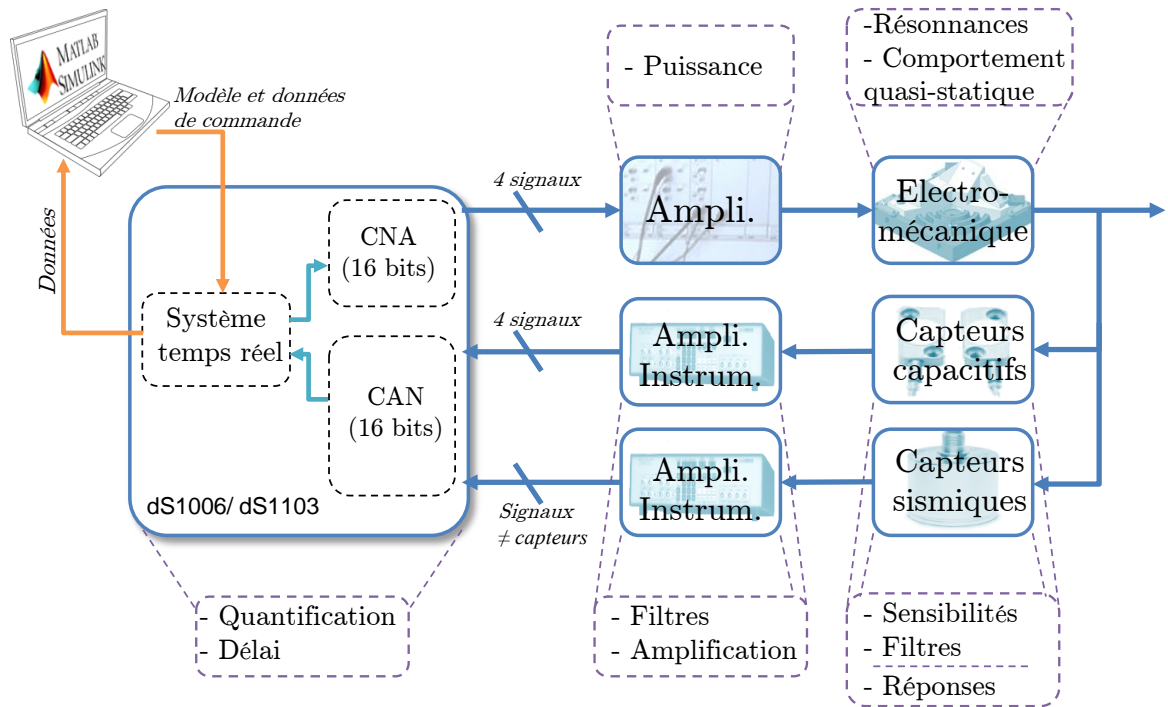 MATLAB
SIMULINK
Modèle et données
de commande
Données
-Résonnances
- Comportement
quasi-statique
- Puissance
4 signaux
Ampli.
Electro-
mécanique
CNA
(16 bits)
Système
temps réel
CAN
(16 bits)
dS1006/ dS1103
4 signaux
Ampli.
Instrum.
Capteurs
capacitifs
Signaux
≠ capteurs
Ampli.
Instrum.
Capteurs
sismiques
- Quantification
- Délai
- Filtres
- Amplification
- Sensibilités
- Filtres
- Réponses